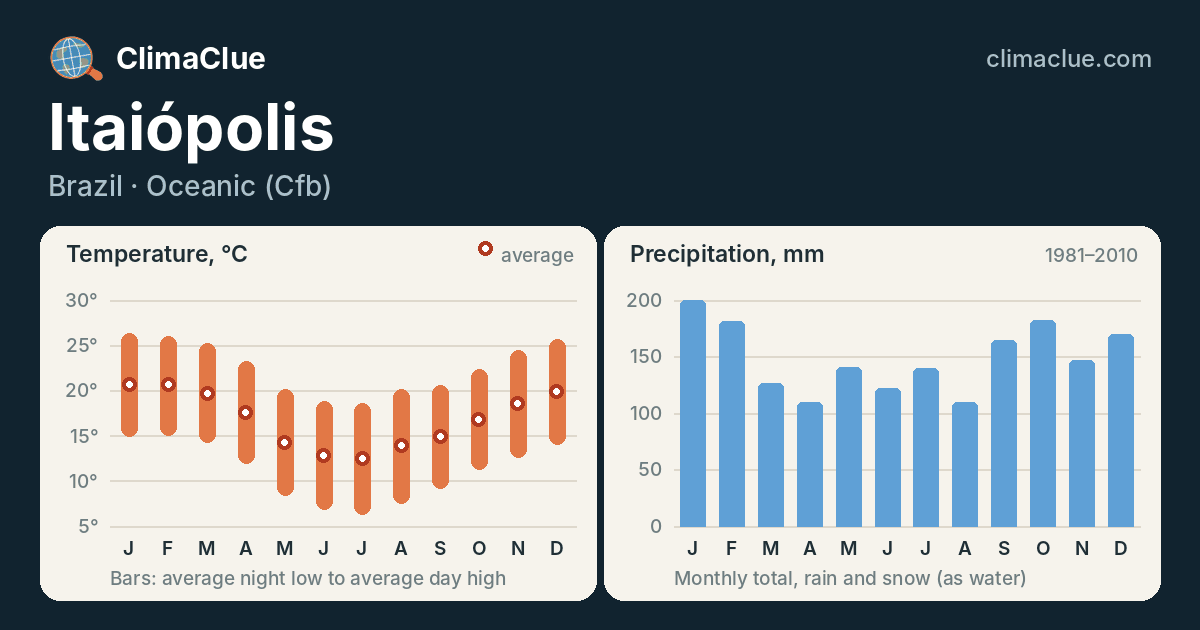 ClimaClue
climaclue.com
Itaiópolis
Brazil · Oceanic (Cfb)
Temperature, °C
average
30°
25°
20°
15°
10°
5°
J F M A M J J A S O N D
Bars: average night low to average day high
Precipitation, mm
1981–2010
200
150
100
50
0
J F M A M J J A S O N D
Monthly total, rain and snow (as water)